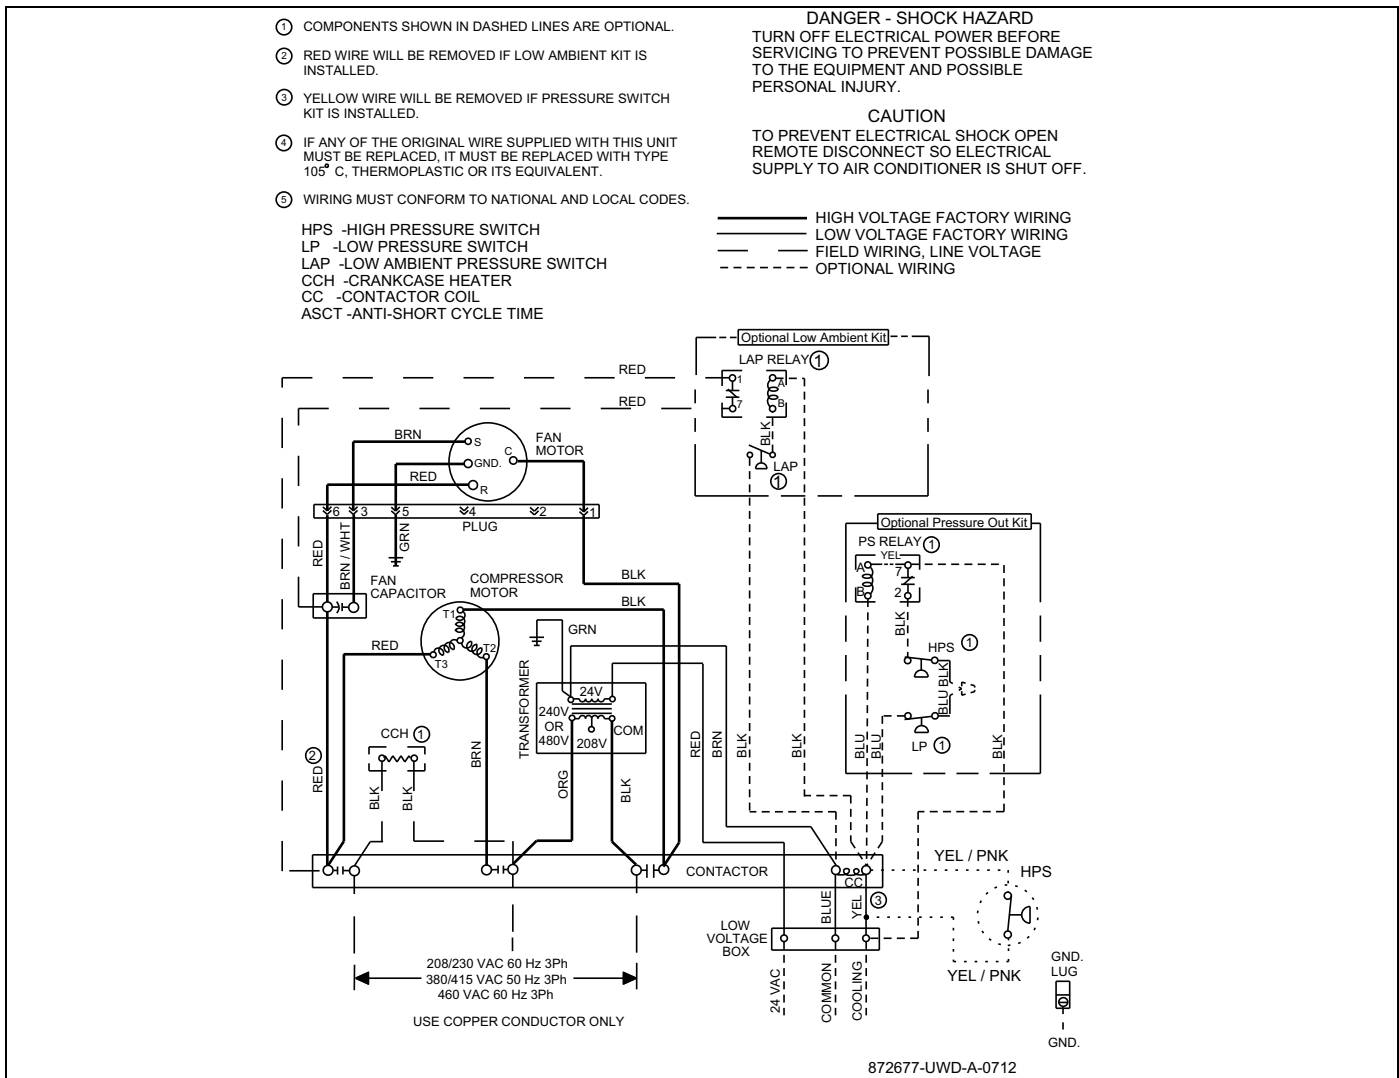 ① COMPONENTS SHOWN IN DASHED LINES ARE OPTIONAL.
② RED WIRE WILL BE REMOVED IF LOW AMBIENT KIT IS
INSTALLED.
③ YELLOW WIRE WILL BE REMOVED IF PRESSURE SWITCH
KIT IS INSTALLED.
④ IF ANY OF THE ORIGINAL WIRE SUPPLIED WITH THIS UNIT
MUST BE REPLACED, IT MUST BE REPLACED WITH TYPE
105° C, THERMOPLASTIC OR ITS EQUIVALENT.
⑤ WIRING MUST CONFORM TO NATIONAL AND LOCAL CODES.
HPS -HIGH PRESSURE SWITCH
LP -LOW PRESSURE SWITCH
LAP -LOW AMBIENT PRESSURE SWITCH
CCH -CRANKCASE HEATER
CC -CONTACTOR COIL
ASCT -ANTI-SHORT CYCLE TIME
DANGER - SHOCK HAZARD
TURN OFF ELECTRICAL POWER BEFORE
SERVICING TO PREVENT POSSIBLE DAMAGE
TO THE EQUIPMENT AND POSSIBLE
PERSONAL INJURY.
CAUTION
TO PREVENT ELECTRICAL SHOCK OPEN
REMOTE DISCONNECT SO ELECTRICAL
SUPPLY TO AIR CONDITIONER IS SHUT OFF.
HIGH VOLTAGE FACTORY WIRING
LOW VOLTAGE FACTORY WIRING
FIELD WIRING, LINE VOLTAGE
OPTIONAL WIRING
Optional Low Ambient Kit
LAP RELAY ①
1
7
A
B
BLK
LAP
①
RED
RED
BRN
S
FAN
MOTOR
C
GND.
RED
R
6
3
5
4
2
1
PLUG
RED
BRN / WHT
GRN
FAN
CAPACITOR
COMPRESSOR
MOTOR
BLK
BLK
T1
T2
T3
RED
GRN
TRANSFORMER
24V
240V
OR
480V
208V
COM
CCH ①
②
RED
BLK
BLK
BRN
ORG
BLK
RED
BRN
BLK
BLK
Optional Pressure Out Kit
PS RELAY ①
YEL
A
7
B
2
BLK
HPS ①
BLK
BLU
LP ①
BLU
BLU
BLK
CONTACTOR
CC
YEL / PNK
HPS
BLUE
YEL
③
LOW
VOLTAGE
BOX
YEL / PNK
24 VAC
COMMON
COOLING
208/230 VAC 60 Hz 3Ph
380/415 VAC 50 Hz 3Ph
460 VAC 60 Hz 3Ph
USE COPPER CONDUCTOR ONLY
GND.
LUG
GND.
872677-UWD-A-0712